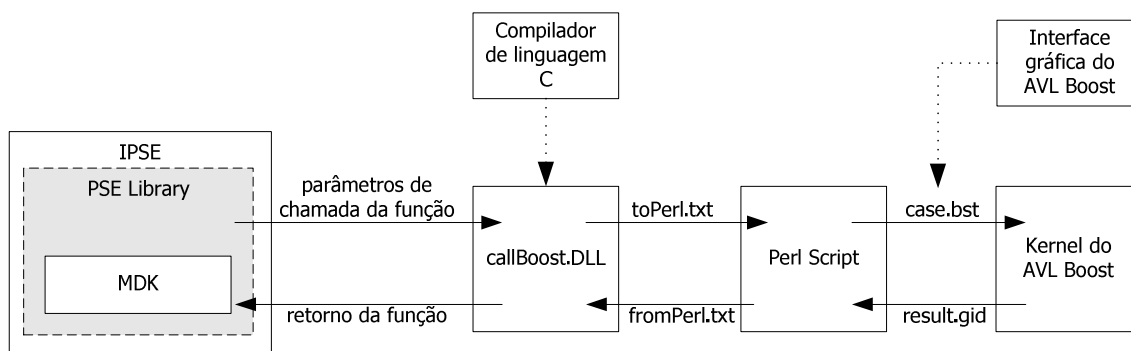 Compilador
de linguagem
C
Interface
gráfica do
AVL Boost
IPSE
PSE Library
MDK
parâmetros de
chamada da função
retorno da função
callBoost.DLL
toPerl.txt
fromPerl.txt
Perl Script
case.bst
result.gid
Kernel do
AVL Boost